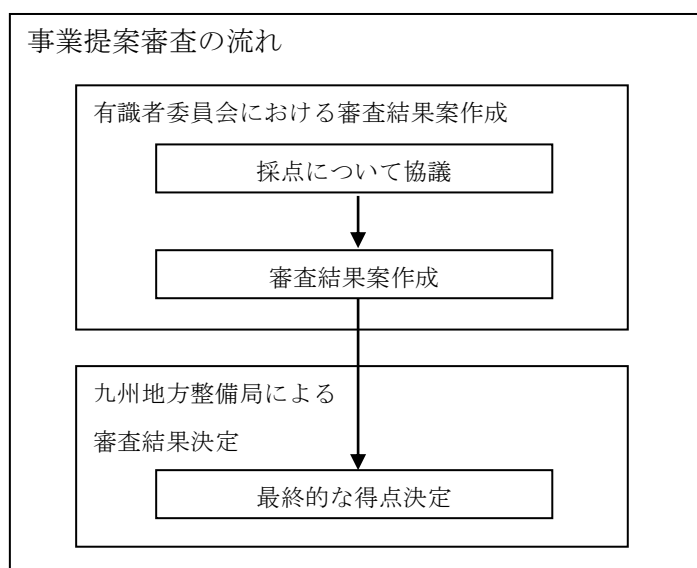 事業提案審査の流れ
有識者委員会における審査結果案作成
採点について協議
審査結果案作成
九州地方整備局による
審査結果決定
最終的な得点決定